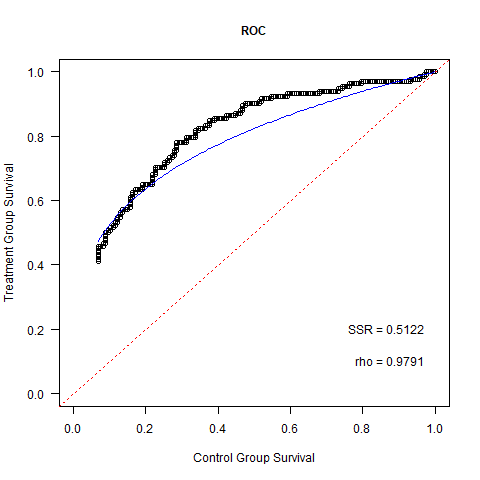 ROC
Treatment Group Survival
1.0
0.8
0.6
0.4
0.2
0.0
SSR = 0.5122
rho = 0.9791
0.0 0.2 0.4 0.6 0.8 1.0
Control Group Survival